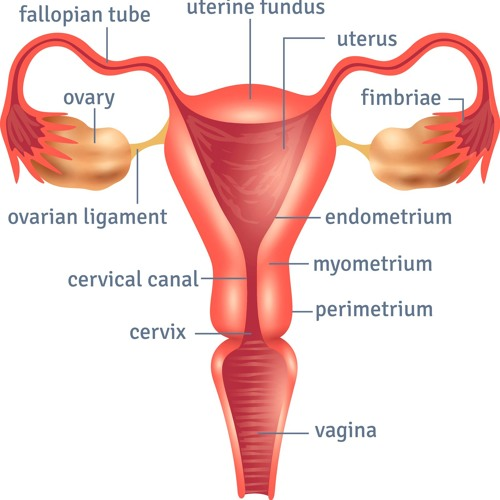 uterine fundus
fallopian tube
uterus
ovary
fimbriae
ovarian ligament
endometrium
myometrium
cervical canal
perimetrium
cervix
vagina